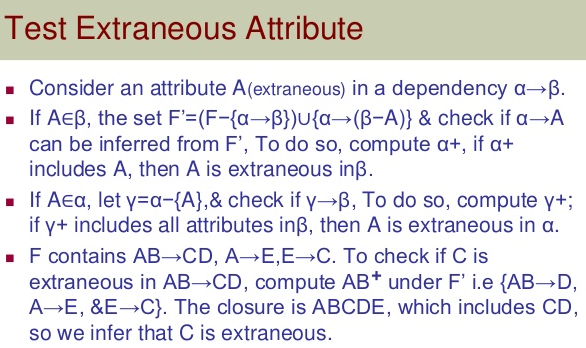 Test Extraneous Attribute
▪ Consider an attribute A(extraneous) in a dependency α→β.
▪ If A∈β, the set F'=(F−{α→β})∪{α→(β−A)} & check if α→A
can be inferred from F', To do so, compute α+, if α+
includes A, then A is extraneous inβ.
▪ If A∈α, let γ=α−{A},& check if γ→β, To do so, compute γ+;
if γ+ includes all attributes inβ, then A is extraneous in α.
▪ F contains AB→CD, A→E,E→C. To check if C is
extraneous in AB→CD, compute AB⁺ under F' i.e {AB→D,
A→E, &E→C}. The closure is ABCDE, which includes CD,
so we infer that C is extraneous.